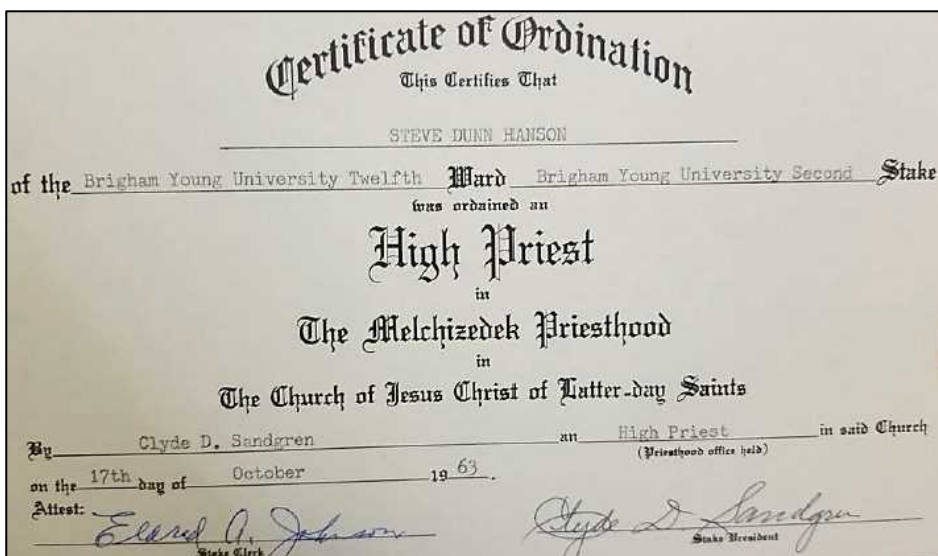 Certificate of Ordination
This Certifies That
STEVE DUNN HANSON
of the Brigham Young University Twelfth Ward Brigham Young University Second Stake
was ordained an
High Priest
in
The Melchizedek Priesthood
in
The Church of Jesus Christ of Latter-day Saints
By Clyde D. Sandgren an High Priest in said Church
(Priesthood office held)
on the 17th day of October 1963.
Attest: Eldred A. Johnson Clyde D Sandgren
Stake Clerk Stake President